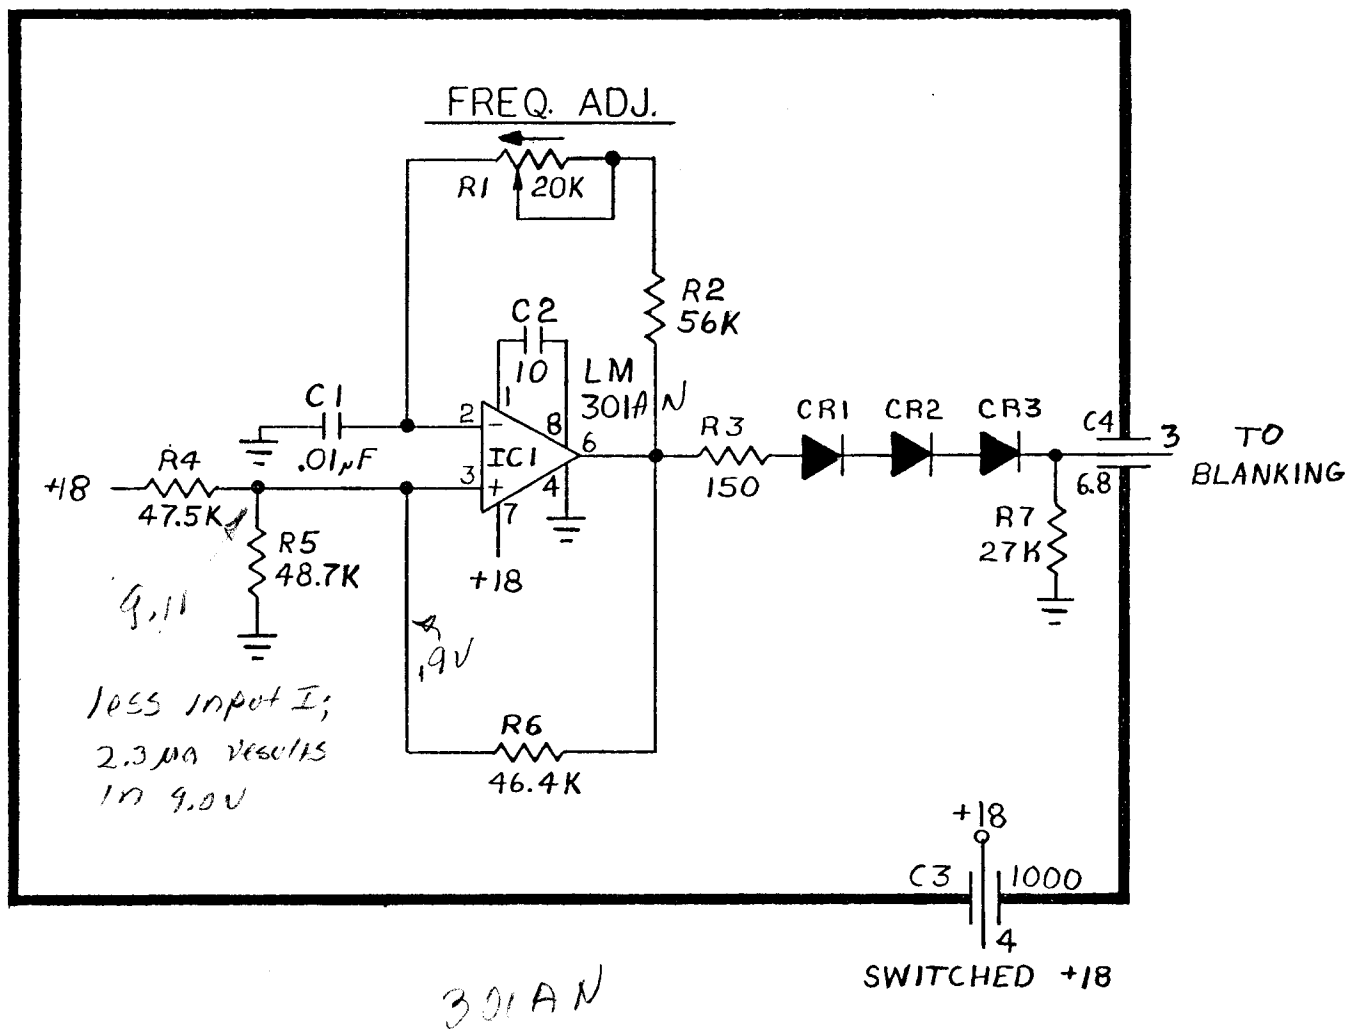 FREQ. ADJ.
R1 20K
R2
56K
C2
10
LM
301AN
1
8
C1
.01µF
2
-
IC1
6
3
+
4
7
+18
R4
+18
47.5K
R5
48.7K
R3
150
CR1 CR2 CR3
C4
3
6.8
TO
BLANKING
R7
27K
9.11
.9V
less input I;
2.3 µa results
in 9.0V
R6
46.4K
+18
C3 1000
4
SWITCHED +18
301AN